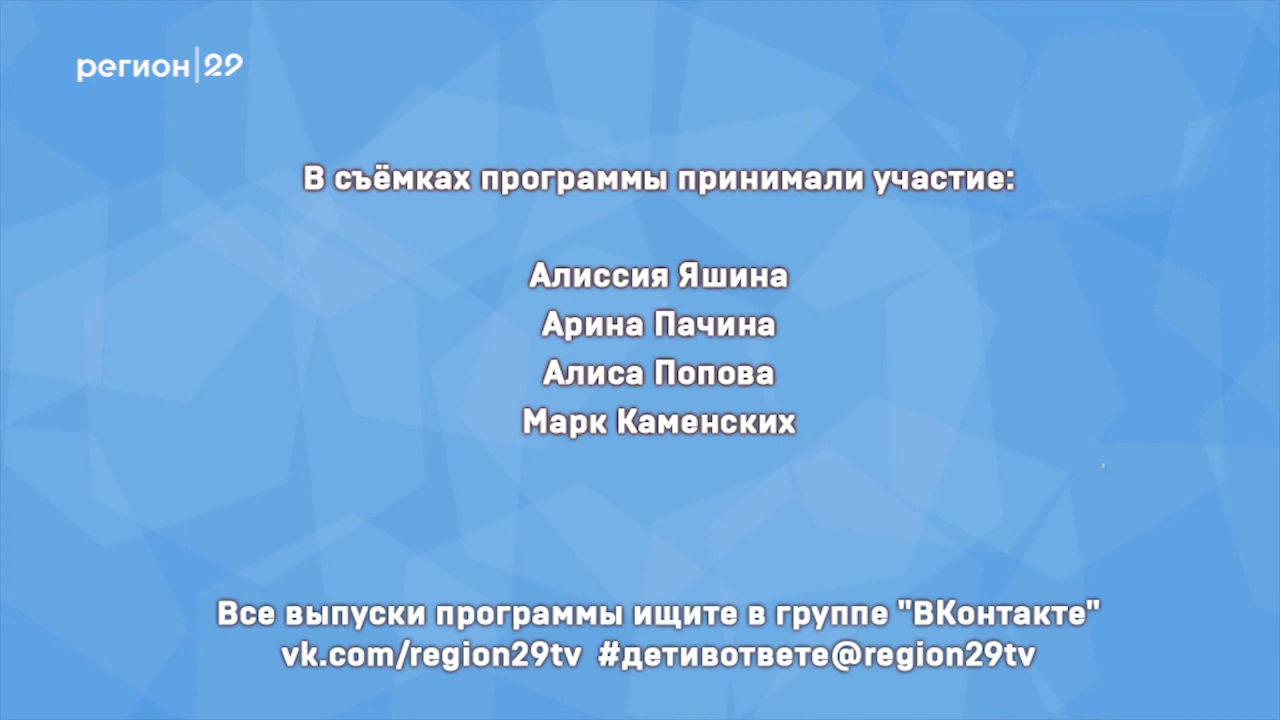 регион|29
В съёмках программы принимали участие:
Алиссия Яшина
Арина Пачина
Алиса Попова
Марк Каменских
Все выпуски программы ищите в группе "ВКонтакте"
vk.com/region29tv #детивответе@region29tv